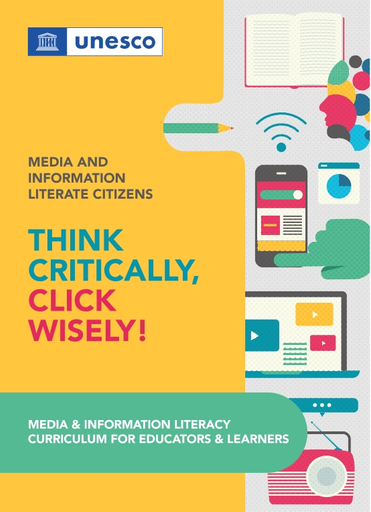 unesco
MEDIA AND
INFORMATION
LITERATE CITIZENS
THINK
CRITICALLY,
CLICK
WISELY!
MEDIA & INFORMATION LITERACY
CURRICULUM FOR EDUCATORS & LEARNERS